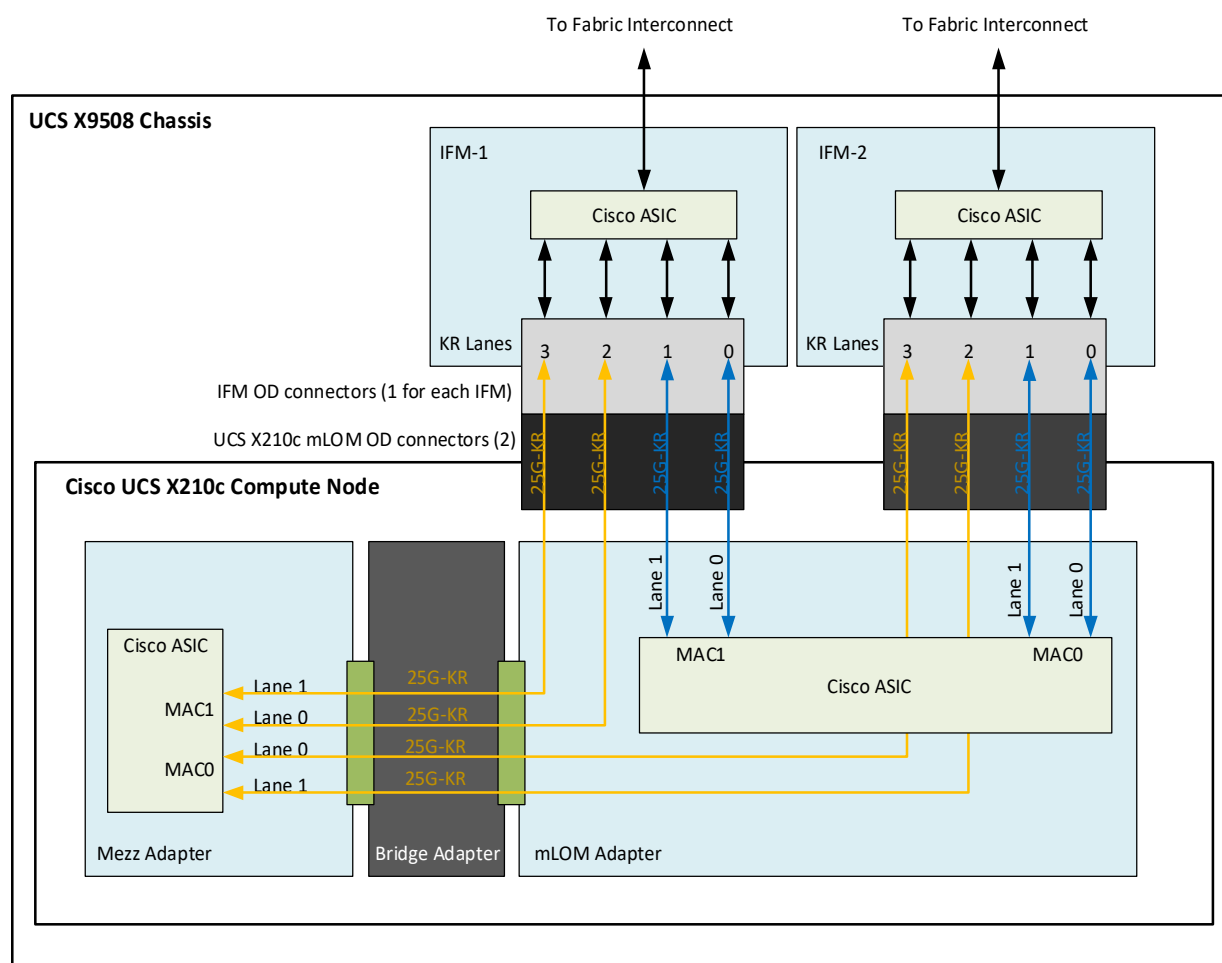 To Fabric Interconnect
To Fabric Interconnect
UCS X9508 Chassis
IFM-1
IFM-2
Cisco ASIC
Cisco ASIC
KR Lanes
3
2
1
0
KR Lanes
3
2
1
0
IFM OD connectors (1 for each IFM)
UCS X210c mLOM OD connectors (2)
25G-KR
25G-KR
25G-KR
25G-KR
25G-KR
25G-KR
25G-KR
25G-KR
Cisco UCS X210c Compute Node
Lane 1
Lane 0
Lane 1
Lane 0
Cisco ASIC
MAC1
MAC0
Cisco ASIC
Lane 1
25G-KR
MAC1
Lane 0
25G-KR
Lane 0
25G-KR
MAC0
Lane 1
25G-KR
Mezz Adapter
Bridge Adapter
mLOM Adapter